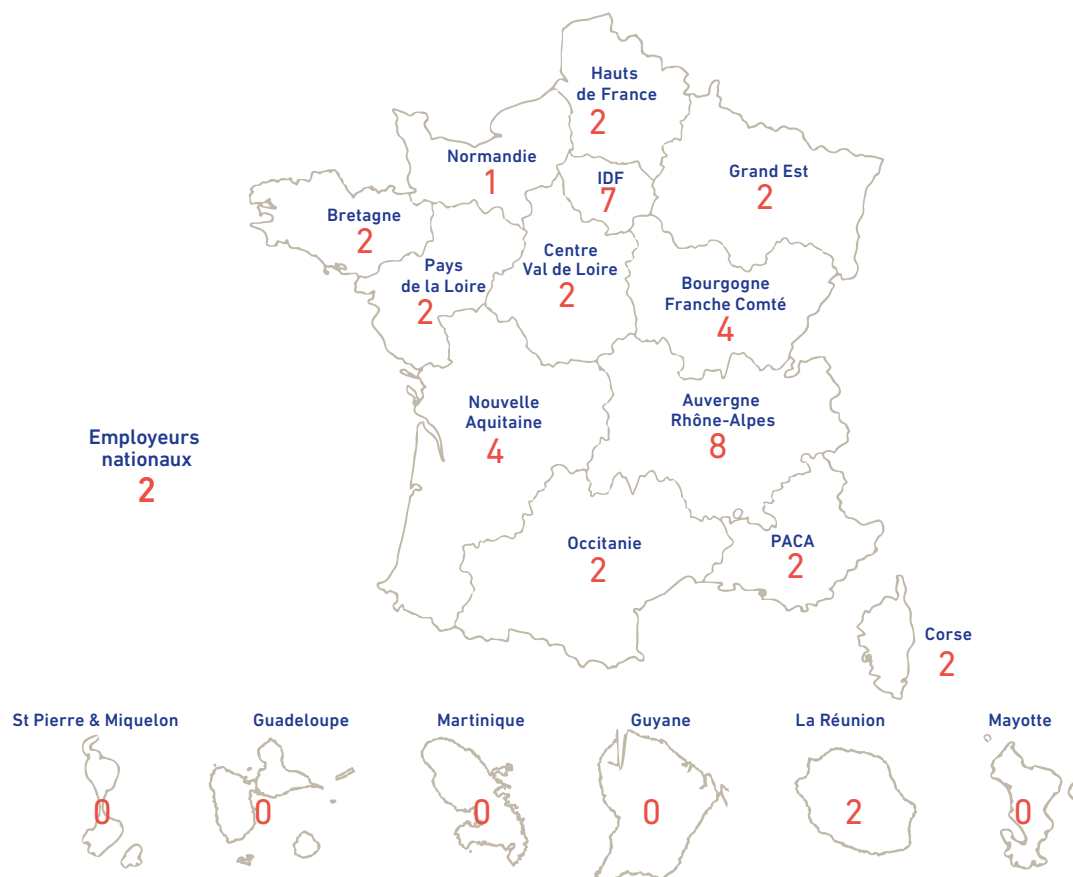 Hauts
de France
2
Normandie
1
IDF
7
Grand Est
2
Bretagne
2
Pays
de la Loire
2
Centre
Val de Loire
2
Bourgogne
Franche Comté
4
Nouvelle
Aquitaine
4
Auvergne
Rhône-Alpes
8
Employeurs
nationaux
2
Occitanie
2
PACA
2
Corse
2
St Pierre & Miquelon
0
Guadeloupe
0
Martinique
0
Guyane
0
La Réunion
2
Mayotte
0